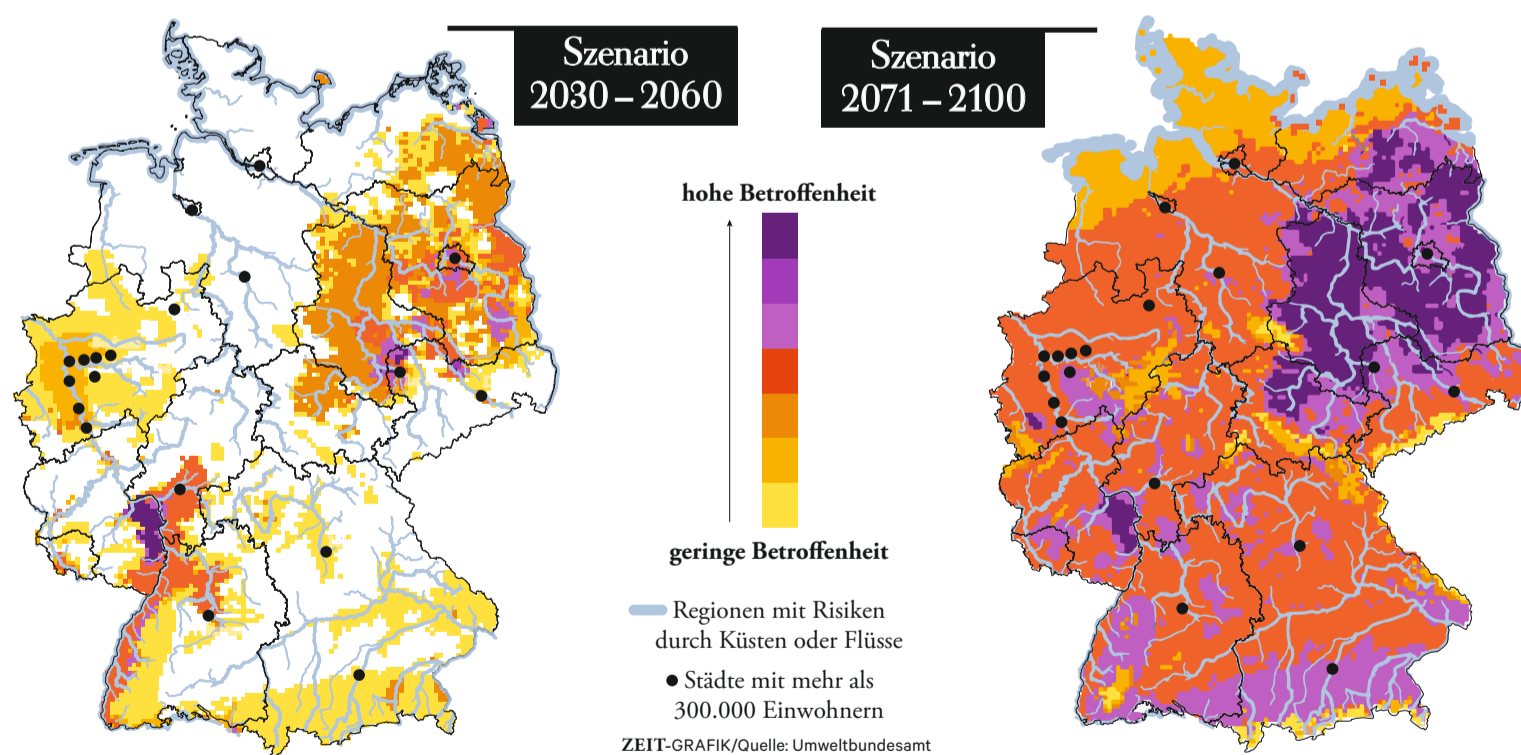 Szenario
2030 – 2060
Szenario
2071 – 2100
hohe Betroffenheit
geringe Betroffenheit
Regionen mit Risiken
durch Küsten oder Flüsse
Städte mit mehr als
300.000 Einwohnern
ZEIT-GRAFIK/Quelle: Umweltbundesamt